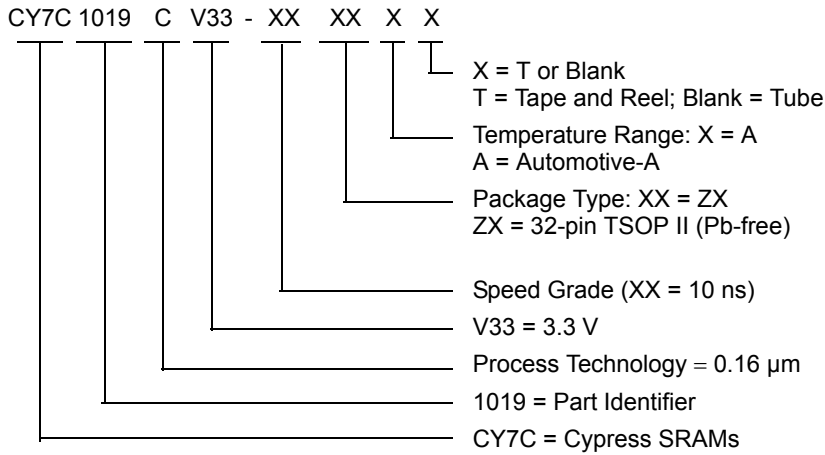 CY7C 1019 C V33 - XX XX X X
X = T or Blank
T = Tape and Reel; Blank = Tube
Temperature Range: X = A
A = Automotive-A
Package Type: XX = ZX
ZX = 32-pin TSOP II (Pb-free)
Speed Grade (XX = 10 ns)
V33 = 3.3 V
Process Technology = 0.16 µm
1019 = Part Identifier
CY7C = Cypress SRAMs